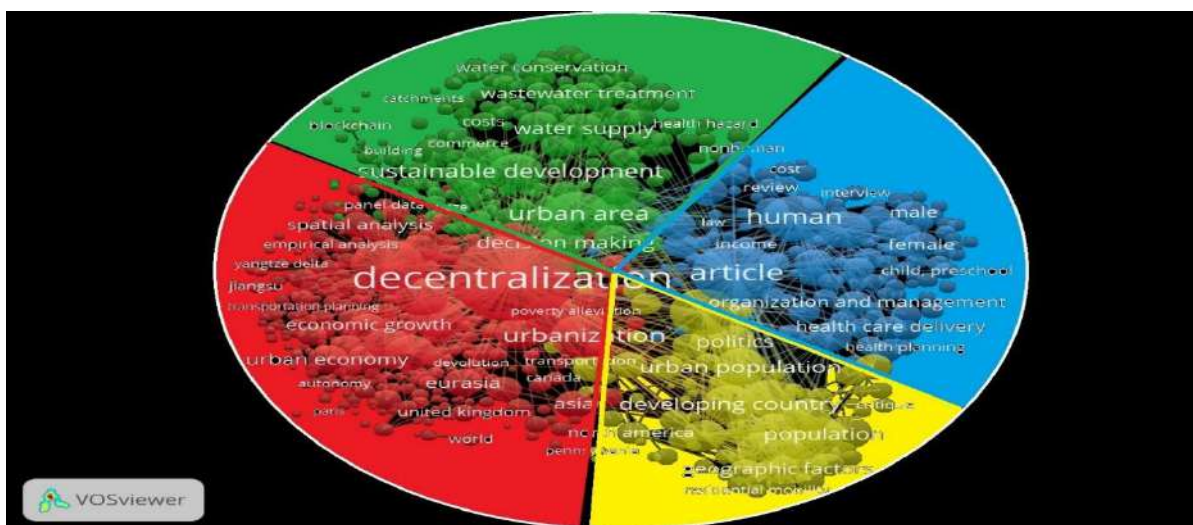 water conservation
catchments
wastewater treatment
blockchain
costs
water supply
health hazard
building
commerce
sustainable development
urban area
decision making
nonhuman
cost
review
interview
law
human
male
income
female
article
child, preschool
organization and management
health care delivery
health planning
panel data
spatial analysis
empirical analysis
yangtze delta
jiangsu
transportation planning
decentralization
poverty alleviation
economic growth
urbanization
urban economy
devolution
transportation
autonomy
eurasia
canada
paris
united kingdom
asia
world
politics
urban population
developing country
critique
north america
population
pennsylvania
geographic factors
residential mobility
VOSviewer